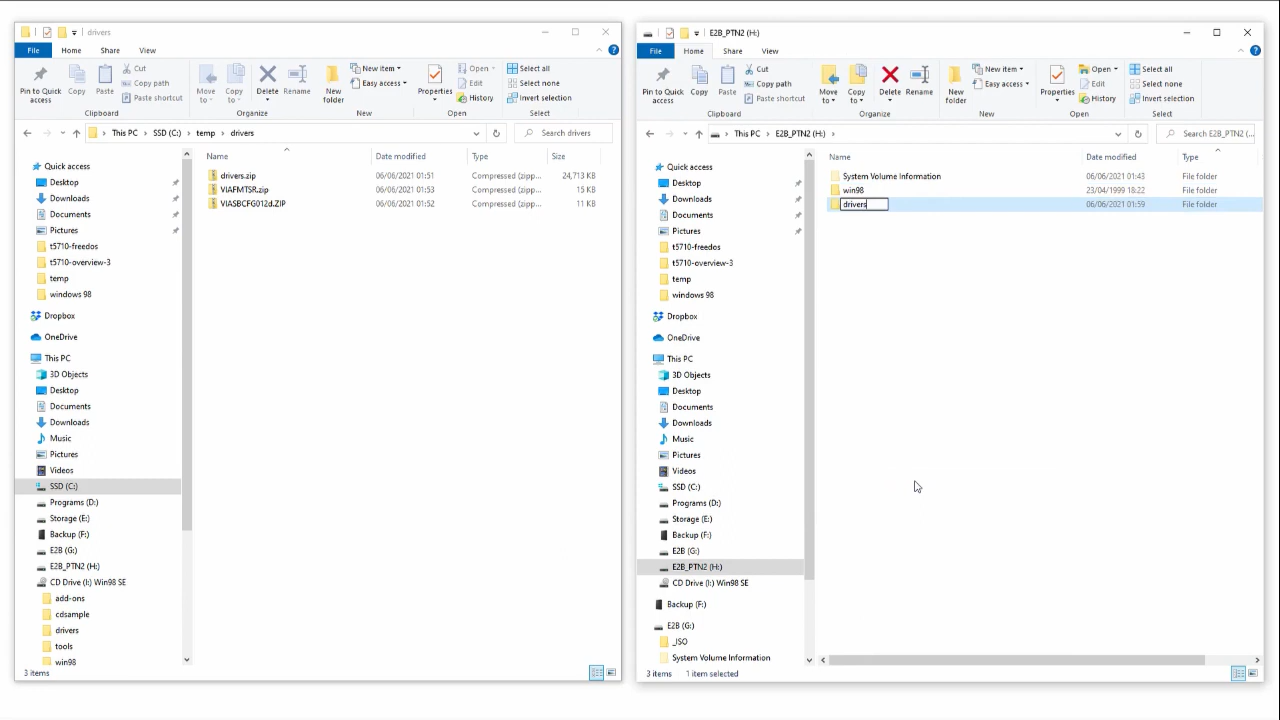 drivers
File Home Share View
Pin to Quick access
Copy
Paste
Cut
Copy path
Paste shortcut
Clipboard
Move to
Copy to
Delete
Rename
Organize
New folder
New item
Easy access
New
Properties
Open
Edit
History
Open
Select all
Select none
Invert selection
Select
This PC > SSD (C:) > temp > drivers
Search drivers
Quick access
Desktop
Downloads
Documents
Pictures
t5710-freedos
t5710-overview-3
temp
windows 98
Dropbox
OneDrive
This PC
3D Objects
Desktop
Documents
Downloads
Music
Pictures
Videos
SSD (C:)
Programs (D:)
Storage (E:)
Backup (F:)
E2B (G:)
E2B_PTN2 (H:)
CD Drive (I:) Win98 SE
add-ons
cdsample
drivers
tools
win98
Name Date modified Type Size
drivers.zip 06/06/2021 01:51 Compressed (zipp... 24,713 KB
VIAFMTSR.zip 06/06/2021 01:53 Compressed (zipp... 15 KB
VIASBCFG012d.ZIP 06/06/2021 01:52 Compressed (zipp... 11 KB
3 items
E2B_PTN2 (H:)
File Home Share View
Pin to Quick access
Copy
Paste
Cut
Copy path
Paste shortcut
Clipboard
Move to
Copy to
Delete
Rename
Organize
New folder
New item
Easy access
New
Properties
Open
Edit
History
Open
Select all
Select none
Invert selection
Select
This PC > E2B_PTN2 (H:) >
Search E2B_PTN2 (...
Quick access
Desktop
Downloads
Documents
Pictures
t5710-freedos
t5710-overview-3
temp
windows 98
Dropbox
OneDrive
This PC
3D Objects
Desktop
Documents
Downloads
Music
Pictures
Videos
SSD (C:)
Programs (D:)
Storage (E:)
Backup (F:)
E2B (G:)
E2B_PTN2 (H:)
CD Drive (I:) Win98 SE
Backup (F:)
E2B (G:)
_ISO
System Volume Information
Name Date modified Type
System Volume Information 06/06/2021 01:43 File folder
win98 23/04/1999 18:22 File folder
drivers 06/06/2021 01:59 File folder
3 items 1 item selected